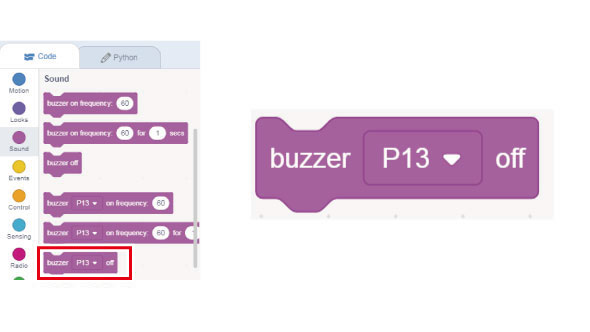 Code
Python
Motion
Looks
Sound
Events
Control
Sensing
Radio
Sound
buzzer on frequency: 60
buzzer on frequency: 60 for 1 secs
buzzer off
buzzer P13 on frequency: 60
buzzer P13 on frequency: 60 for 1
buzzer P13 off
buzzer P13 off